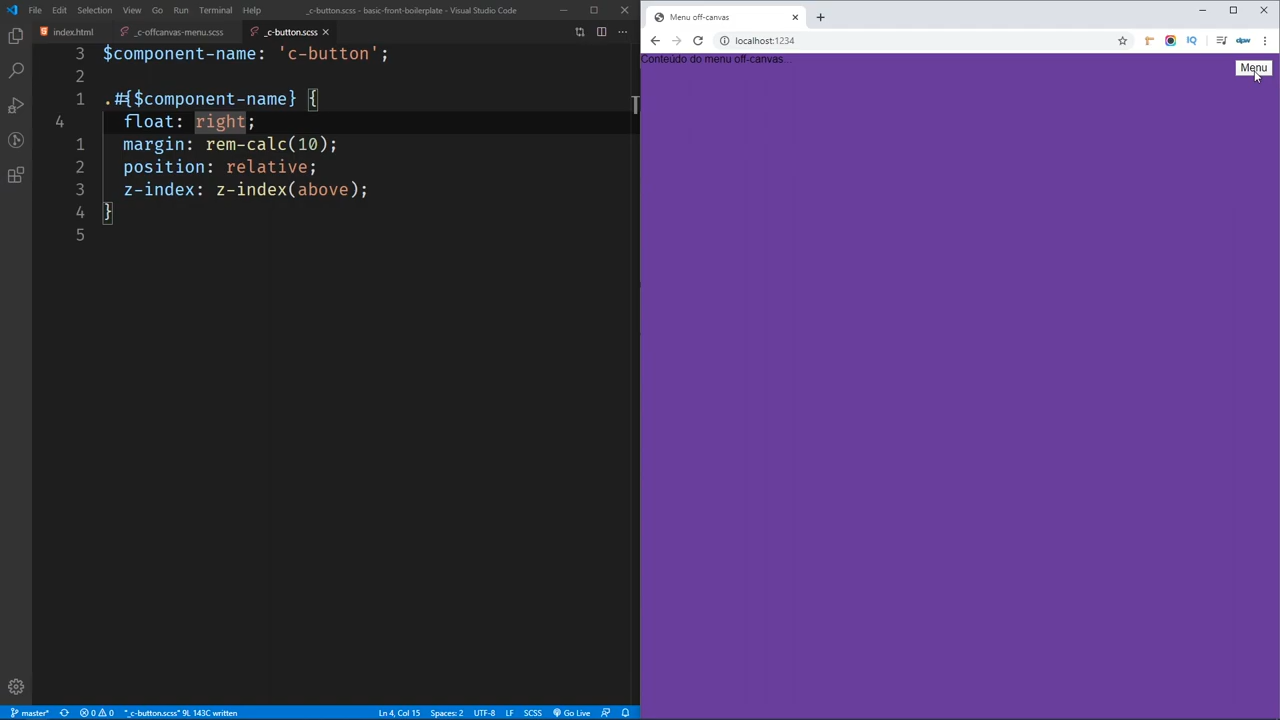 File Edit Selection View Go Run Terminal Help
_c-button.scss - basic-front-boilerplate - Visual Studio Code
index.html
_c-offcanvas-menu.scss
_c-button.scss
3 $component-name: 'c-button';
2
1 .#{$component-name} {
4 float: right;
1 margin: rem-calc(10);
2 position: relative;
3 z-index: z-index(above);
4 }
5
master*
0 0
"_c-button.scss" 9L 143C written
Ln 4, Col 15
Spaces: 2
UTF-8
LF
SCSS
Go Live
Menu off-canvas
localhost:1234
IQ
dpw
Conteúdo do menu off-canvas...
Menu